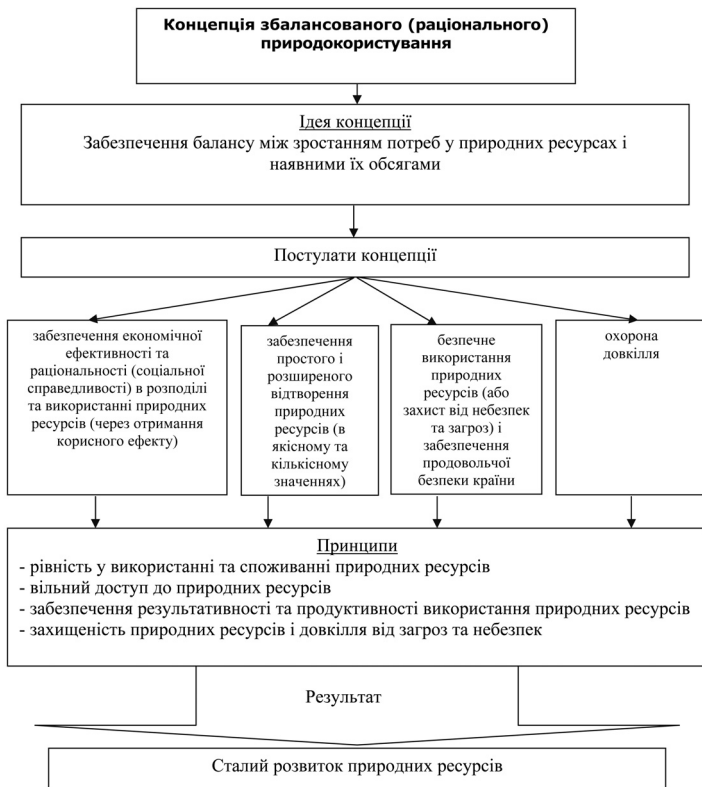 Концепція збалансованого (раціонального)
природокористування
Ідея концепції
Забезпечення балансу між зростанням потреб у природних ресурсах і
наявними їх обсягами
Постулати концепції
забезпечення економічної
ефективності та
раціональності (соціальної
справедливості) в розподілі
та використанні природних
ресурсів (через отримання
корисного ефекту)
забезпечення
простого і
розширеного
відтворення
природних
ресурсів (в
якісному та
кількісному
значеннях)
безпечне
використання
природних
ресурсів (або
захист від небезпек
та загроз) і
забезпечення
продовольчої
безпеки країни
охорона
довкілля
Принципи
- рівність у використанні та споживанні природних ресурсів
- вільний доступ до природних ресурсів
- забезпечення результативності та продуктивності використання природних ресурсів
- захищеність природних ресурсів і довкілля від загроз та небезпек
Результат
Сталий розвиток природних ресурсів